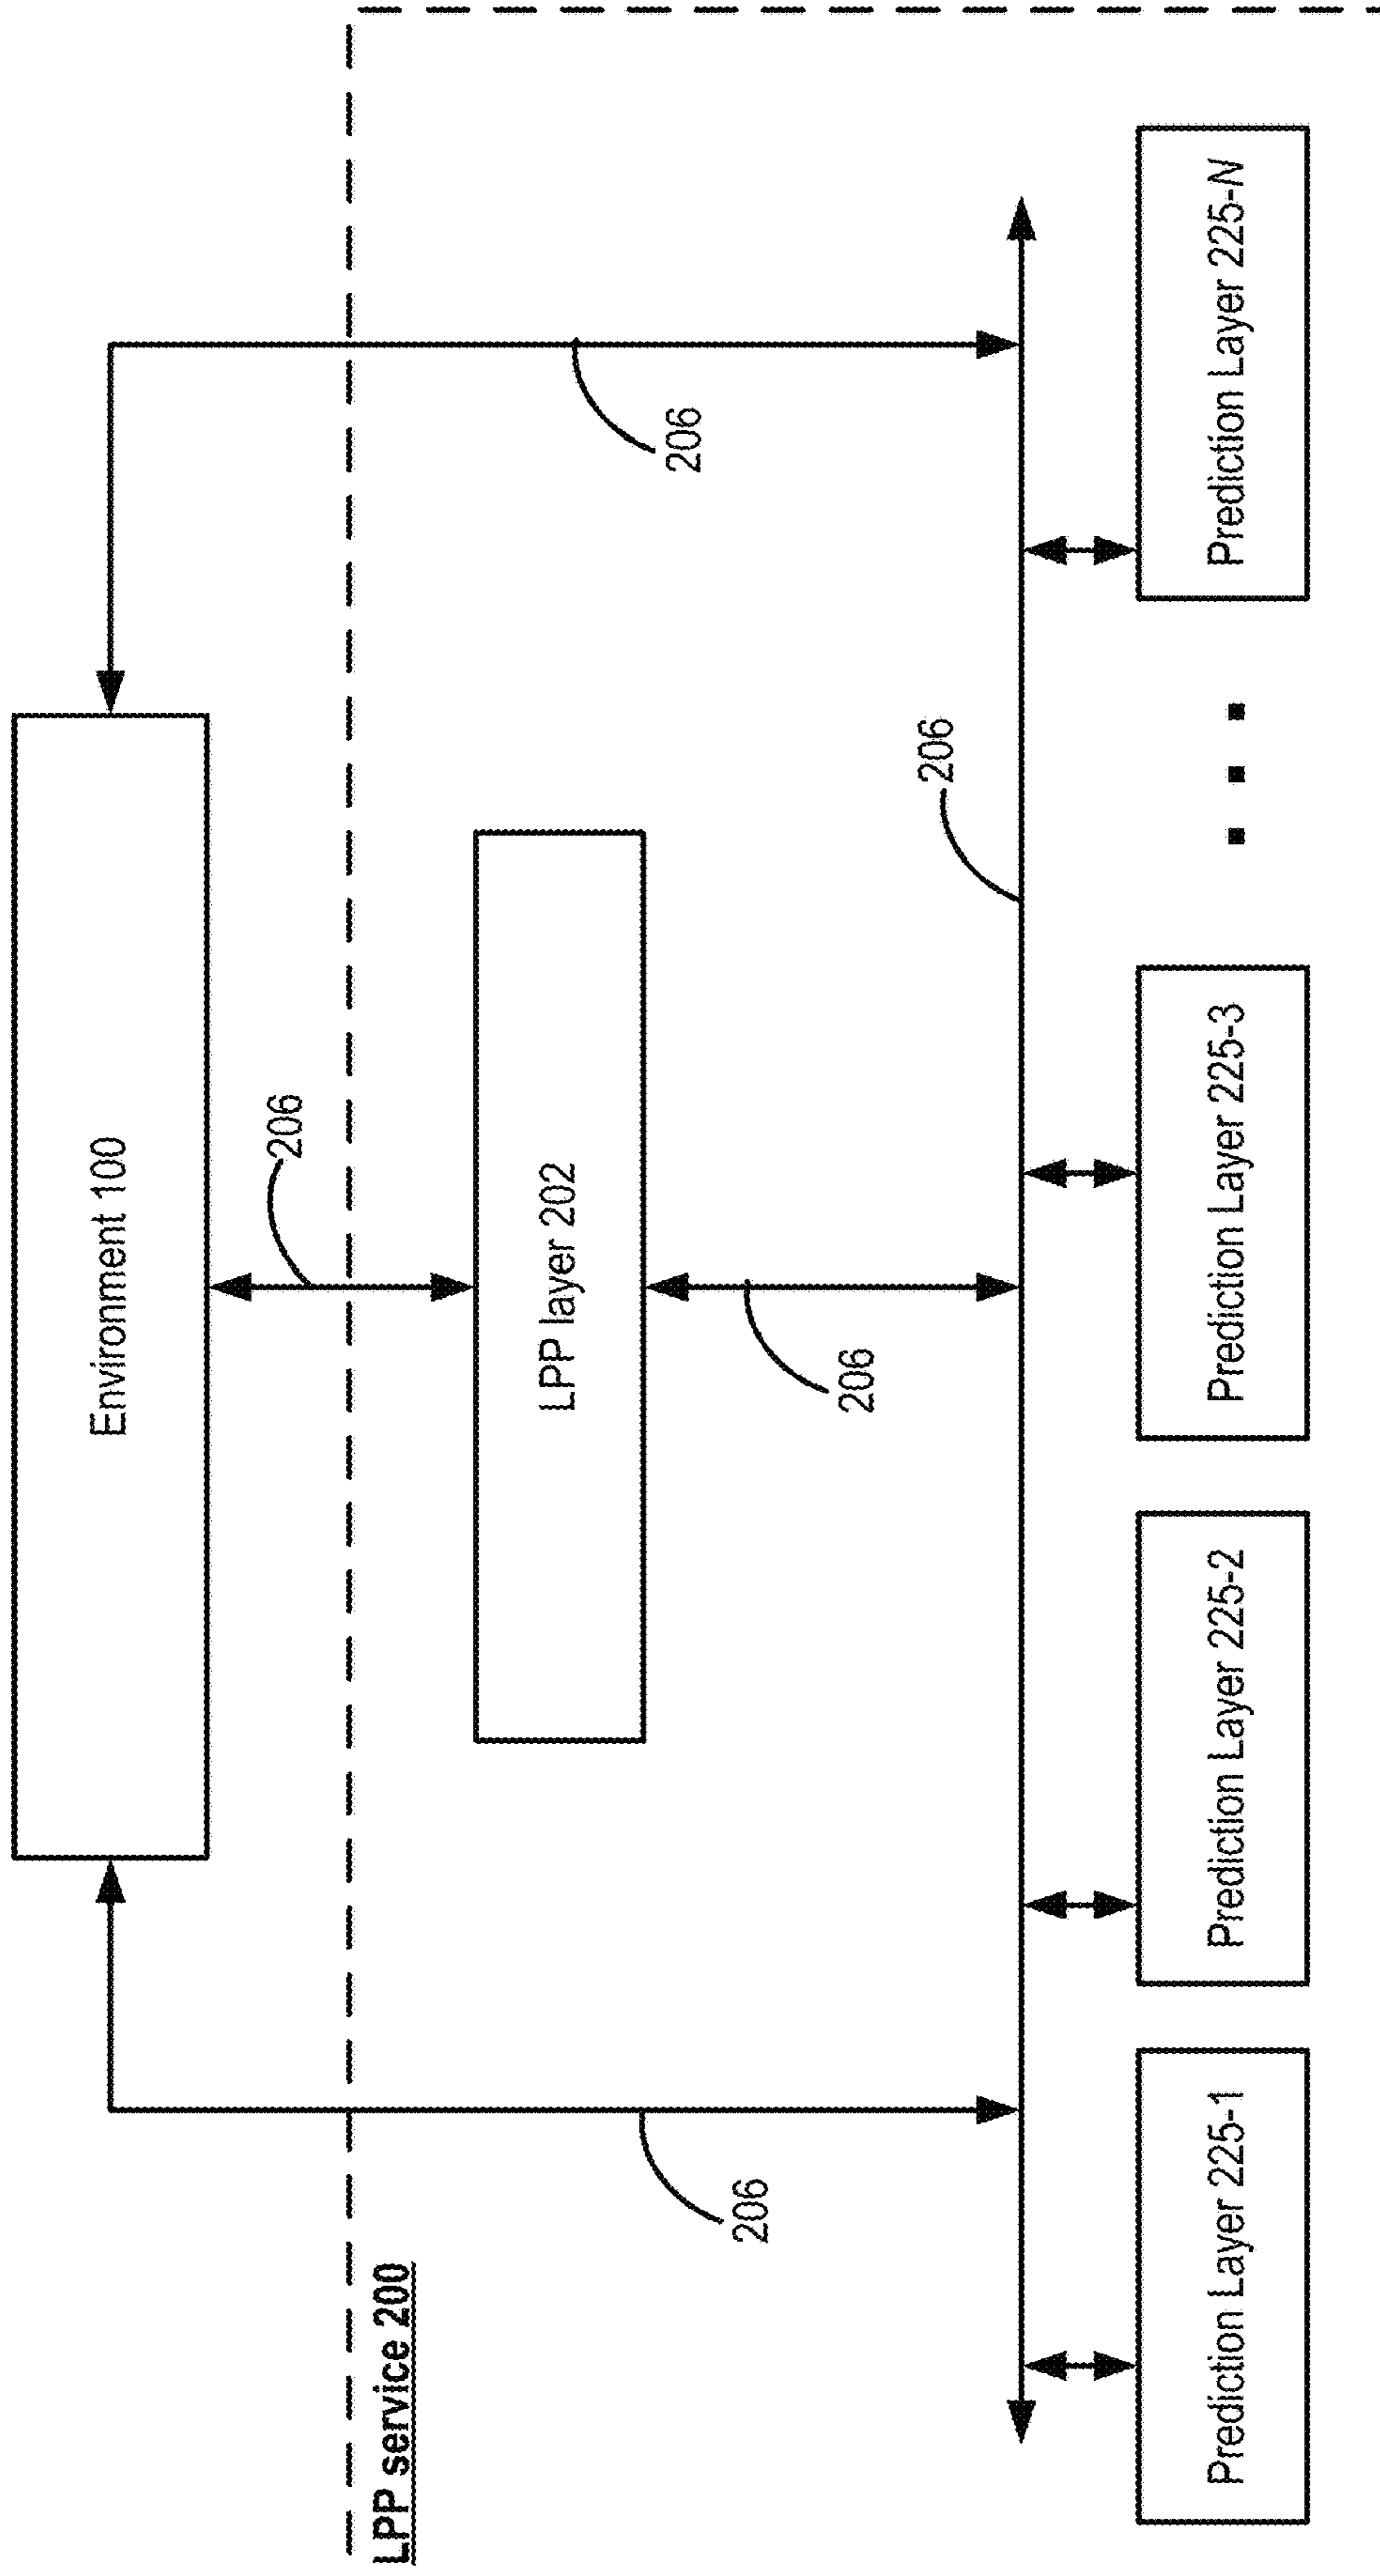 Environment 100
206
LPP service 200
LPP layer 202
206
206
206
206
Prediction Layer 225-1
Prediction Layer 225-2
Prediction Layer 225-3
Prediction Layer 225-N